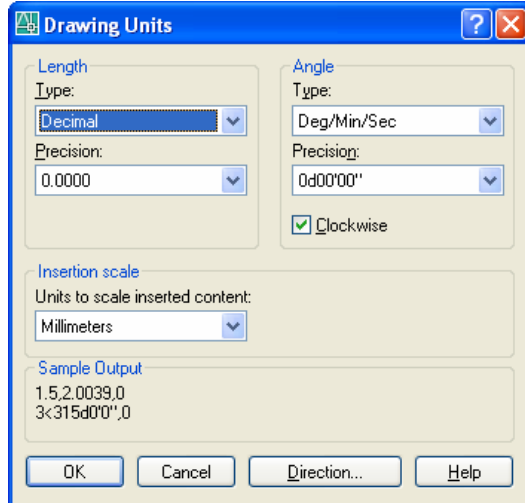 Drawing Units
Length
Type:
Decimal
Precision:
0.0000
Angle
Type:
Deg/Min/Sec
Precision:
0d00'00"
Clockwise
Insertion scale
Units to scale inserted content:
Millimeters
Sample Output
1.5,2.0039,0
3<315d0'0",0
OK Cancel Direction... Help